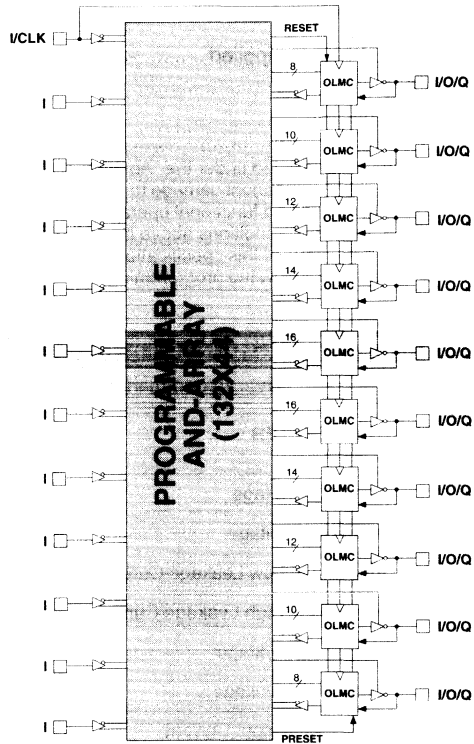 RESET
I/CLK
8
OLMC
I/O/Q
I
10
OLMC
I/O/Q
I
12
OLMC
I/O/Q
I
14
OLMC
I/O/Q
I
PROGRAMMABLE
AND-ARRAY
(132X44)
16
OLMC
I/O/Q
I
16
OLMC
I/O/Q
I
14
OLMC
I/O/Q
I
12
OLMC
I/O/Q
I
10
OLMC
I/O/Q
I
8
OLMC
I/O/Q
I
I
PRESET